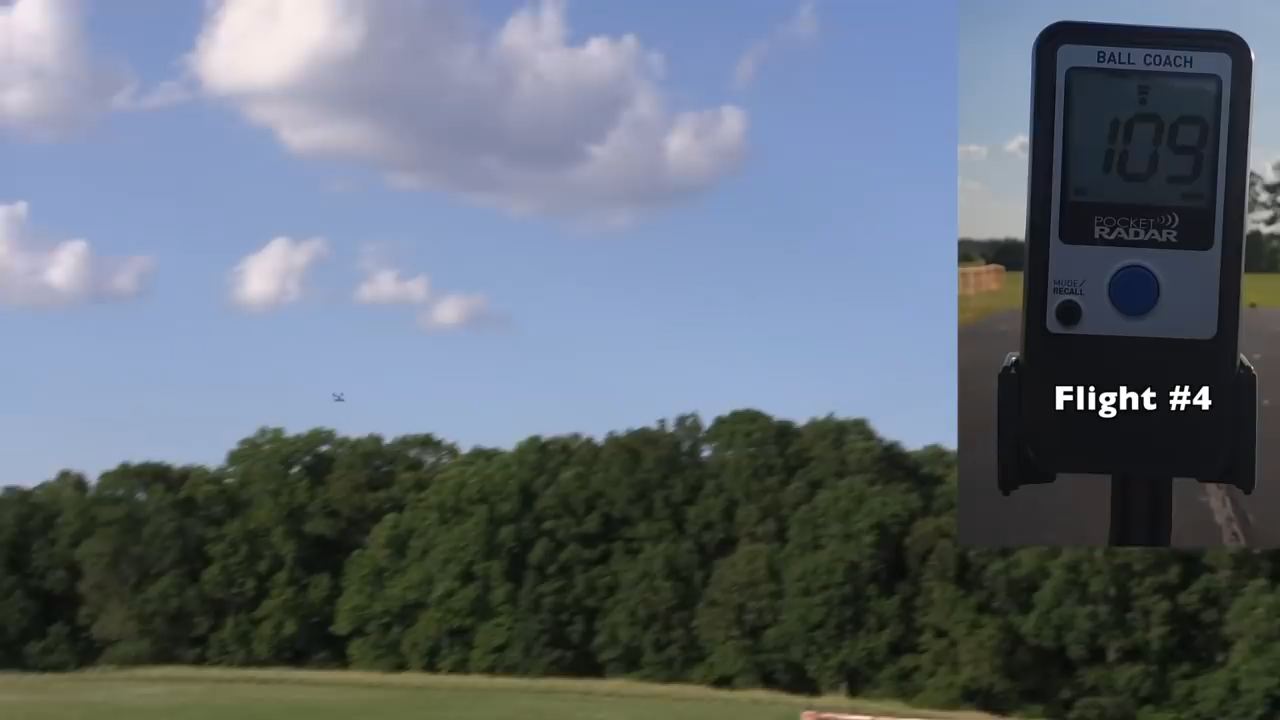 BALL COACH
109
POCKET
RADAR
MODE/
RECALL
Flight #4